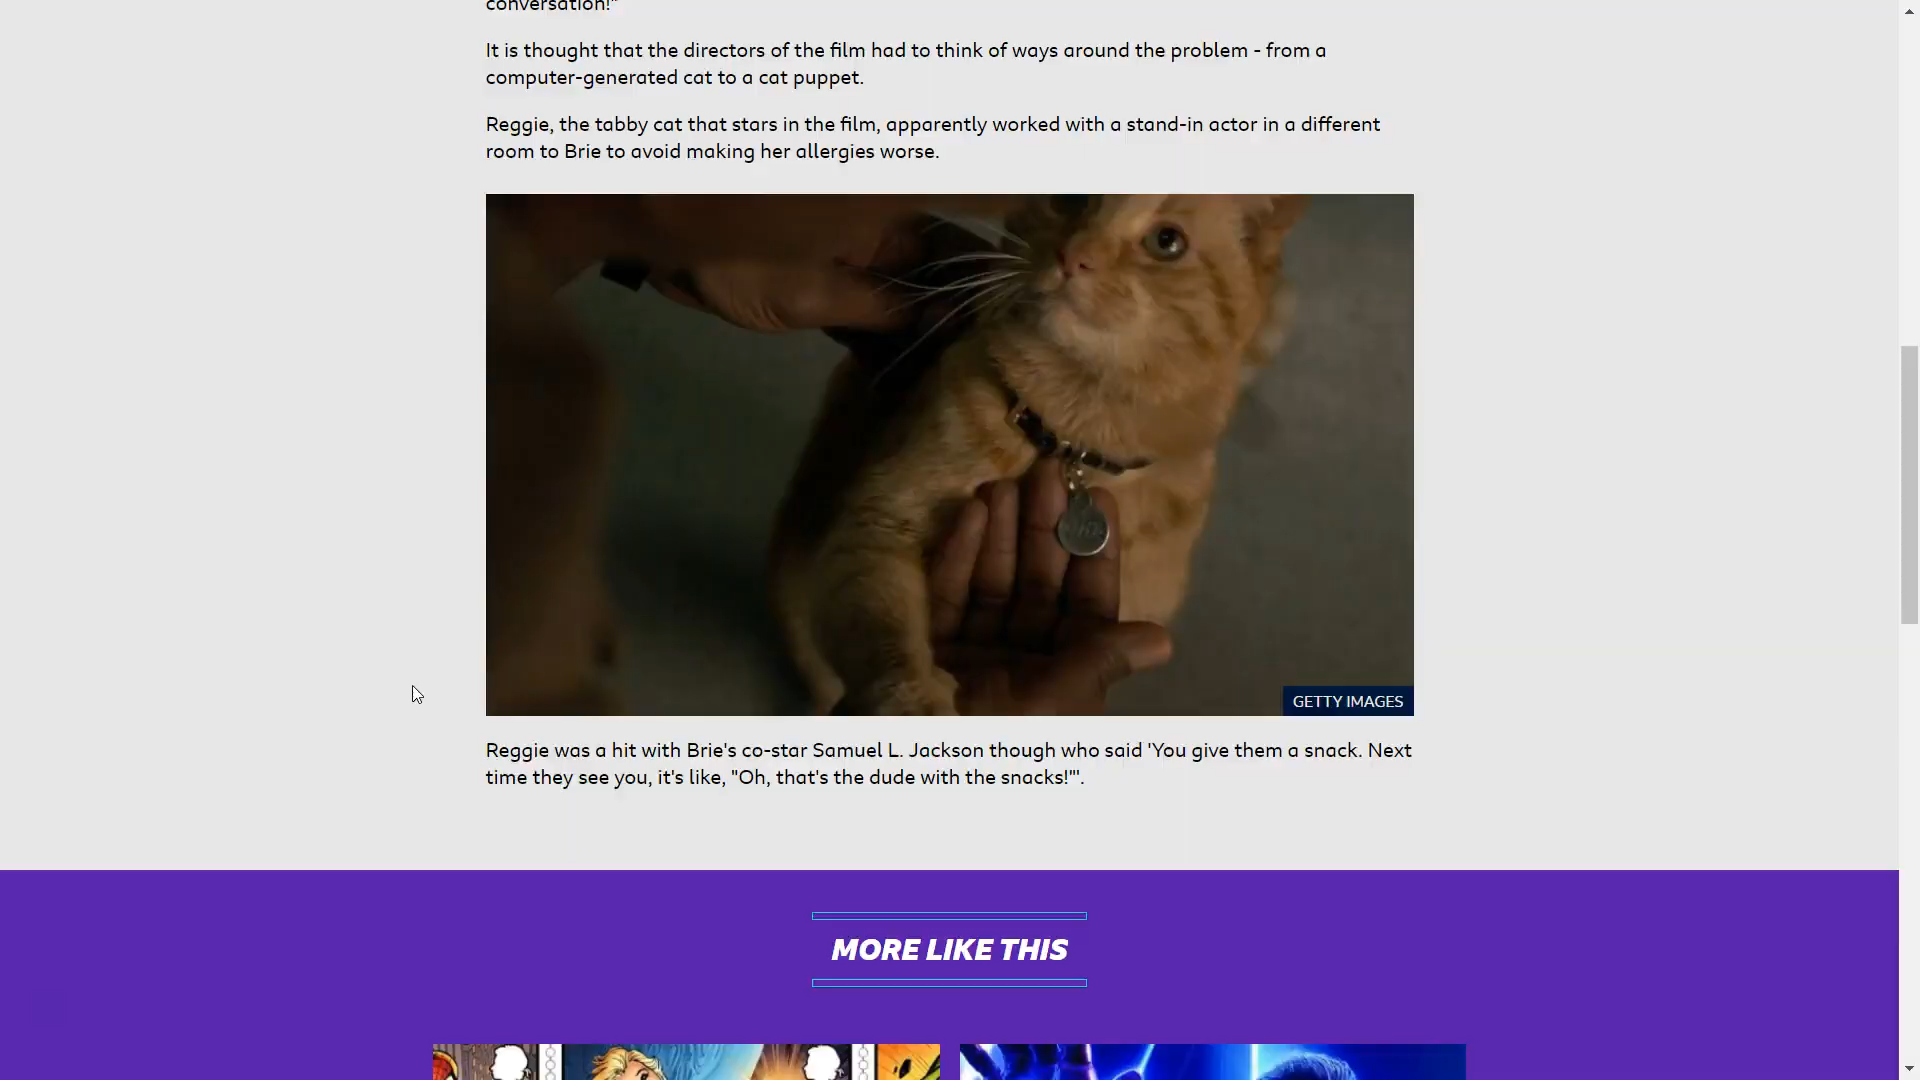 conversation!"
It is thought that the directors of the film had to think of ways around the problem - from a
computer-generated cat to a cat puppet.
Reggie, the tabby cat that stars in the film, apparently worked with a stand-in actor in a different
room to Brie to avoid making her allergies worse.
GETTY IMAGES
Reggie was a hit with Brie's co-star Samuel L. Jackson though who said 'You give them a snack. Next
time they see you, it's like, "Oh, that's the dude with the snacks!"'.
MORE LIKE THIS